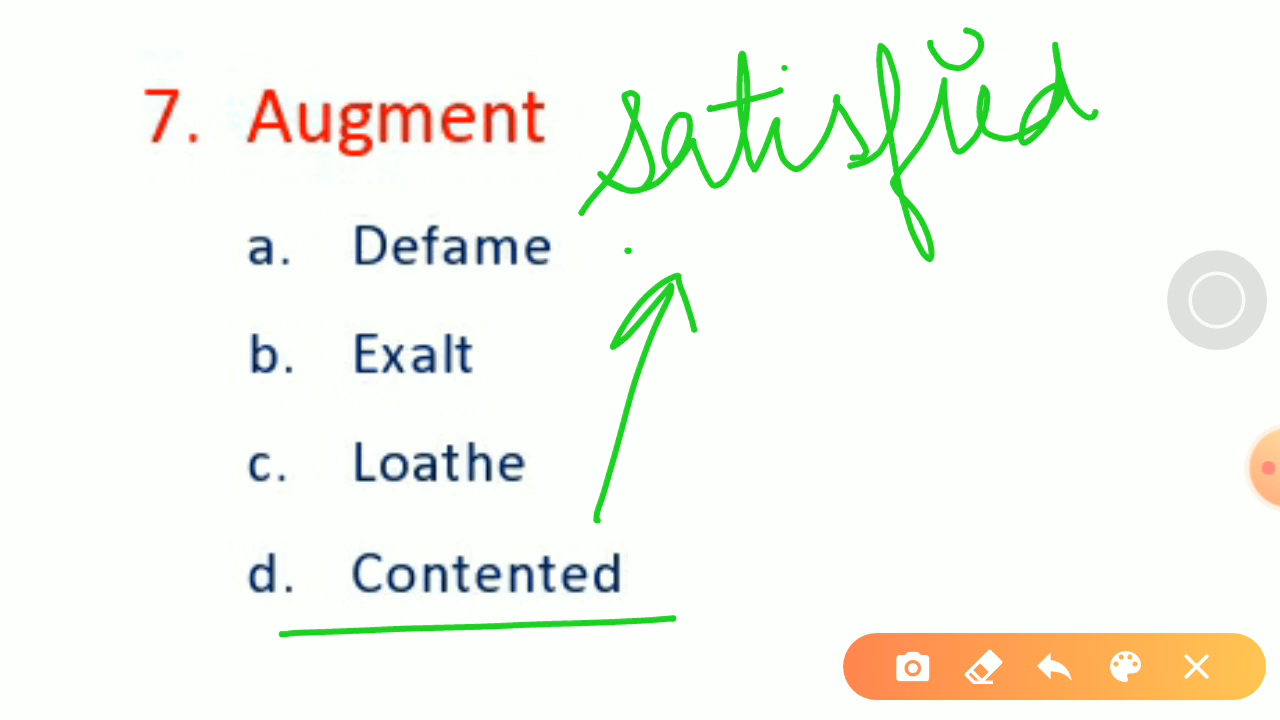 7. Augment satisfied
a. Defame
b. Exalt
c. Loathe
d. Contented